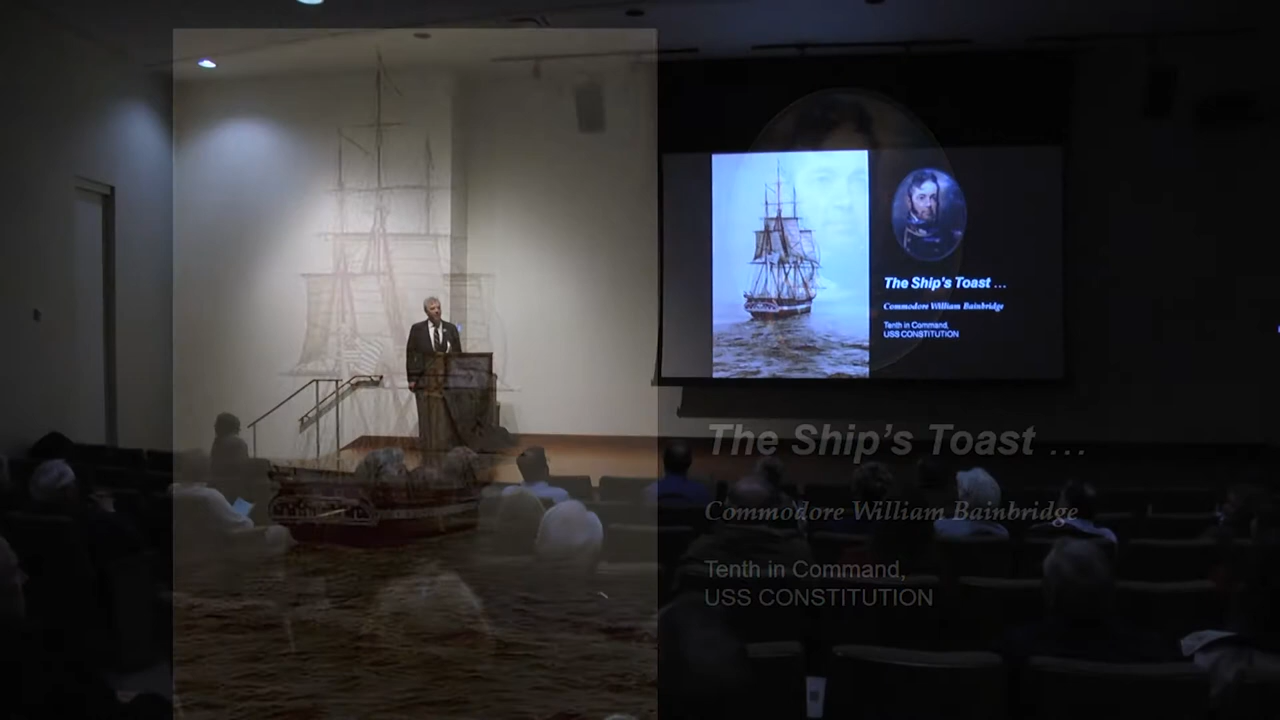 The Ship's Toast ...
Commodore William Bainbridge
Tenth in Command,
USS CONSTITUTION
The Ship's Toast ...
Commodore William Bainbridge
Tenth in Command,
USS CONSTITUTION